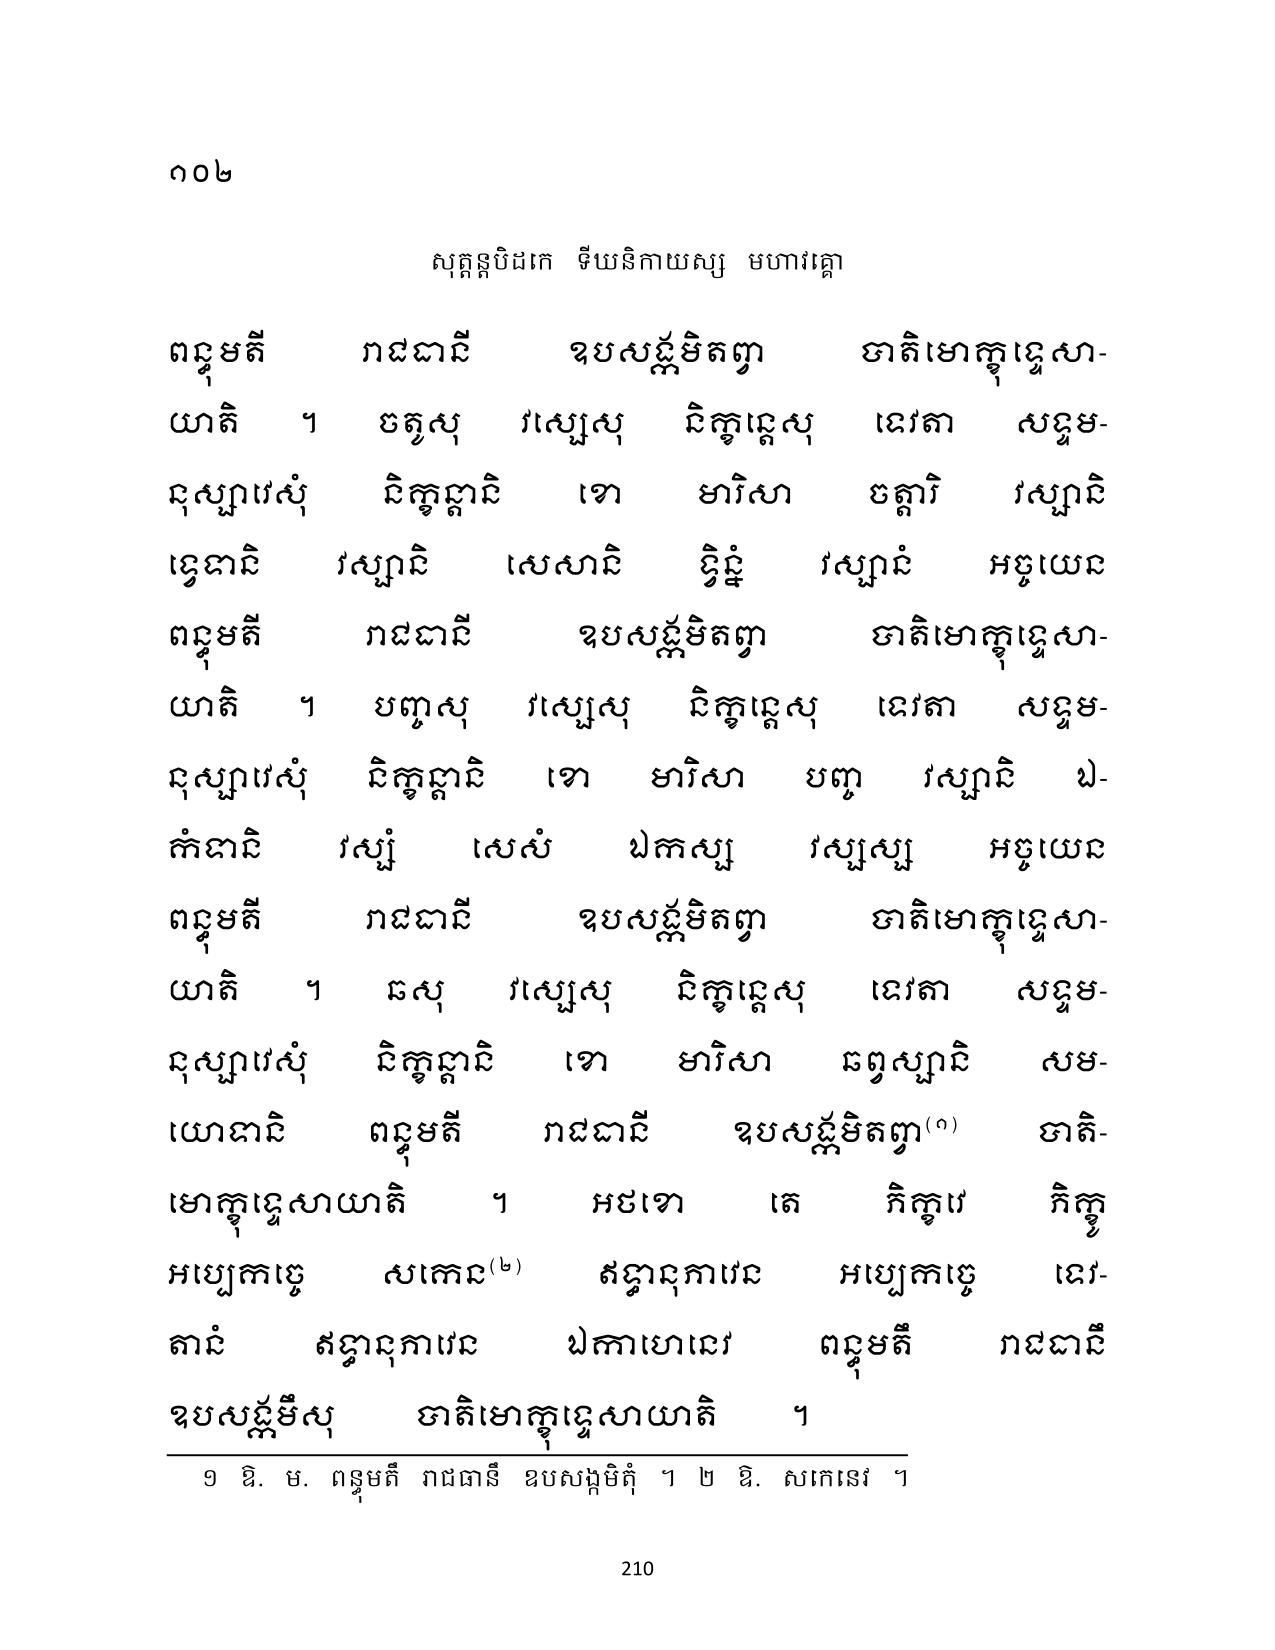 ១០២
សុត្តន្តបិដកេ ទីឃនិកាយស្ស មហាវគ្គោ
ពន្ធុមតី រាជធានី ឧបសង្កមិតព្វា បាតិមោក្ខុទ្ទេសា-
យាតិ ។ ចតូសុ វស្សេសុ និក្ខន្តេសុ ទេវតា សទ្ទម-
នុស្សាវេសុំ និក្ខន្តានិ ខោ មារិសា ចត្តារិ វស្សានិ
ទ្វេទានិ វស្សានិ សេសានិ ទ្វិន្នំ វស្សានំ អច្ចយេន
ពន្ធុមតី រាជធានី ឧបសង្កមិតព្វា បាតិមោក្ខុទ្ទេសា-
យាតិ ។ បញ្ចសុ វស្សេសុ និក្ខន្តេសុ ទេវតា សទ្ទម-
នុស្សាវេសុំ និក្ខន្តានិ ខោ មារិសា បញ្ច វស្សានិ ឯ-
កំទានិ វស្សំ សេសំ ឯកស្ស វស្សស្ស អច្ចយេន
ពន្ធុមតី រាជធានី ឧបសង្កមិតព្វា បាតិមោក្ខុទ្ទេសា-
យាតិ ។ ឆសុ វស្សេសុ និក្ខន្តេសុ ទេវតា សទ្ទម-
នុស្សាវេសុំ និក្ខន្តានិ ខោ មារិសា ឆព្វស្សានិ សម-
យោទានិ ពន្ធុមតី រាជធានី ឧបសង្កមិតព្វា(១) បាតិ-
មោក្ខុទ្ទេសាយាតិ ។ អថខោ តេ ភិក្ខវេ ភិក្ខូ
អប្បេកច្ចេ សកេន(២) ឥទ្ធានុភាវេន អប្បេកច្ចេ ទេវ-
តានំ ឥទ្ធានុភាវេន ឯកាហេនេវ ពន្ធុមតឹ រាជធានឹ
ឧបសង្កមឹសុ បាតិមោក្ខុទ្ទេសាយាតិ ។
១ ឱ. ម. ពន្ធុមតឹ រាជធានឹ ឧបសង្កមិតុំ ។ ២ ឱ. សកេនេវ ។
210